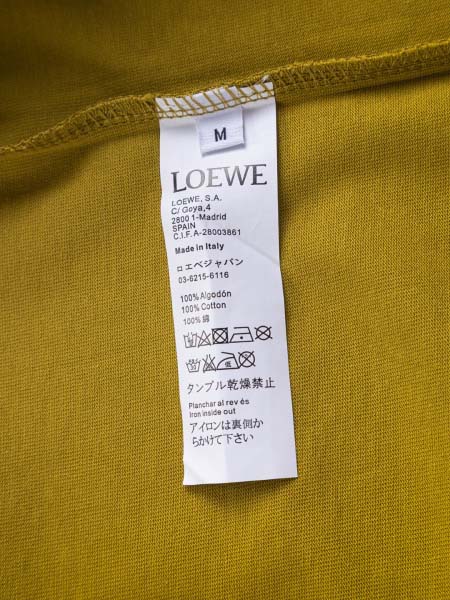 M
LOEWE
LOEWE, S.A.
C/ Goya,4
2800 1-Madrid
SPAIN
C.I.F.A-28003861
Made in Italy
ロエベジャパン
03-6215-6116
100% Algodón
100% Cotton
100% 綿
タンブル乾燥禁止
Planchar al rev és
Iron inside out
アイロンは裏側か
らかけて下さい